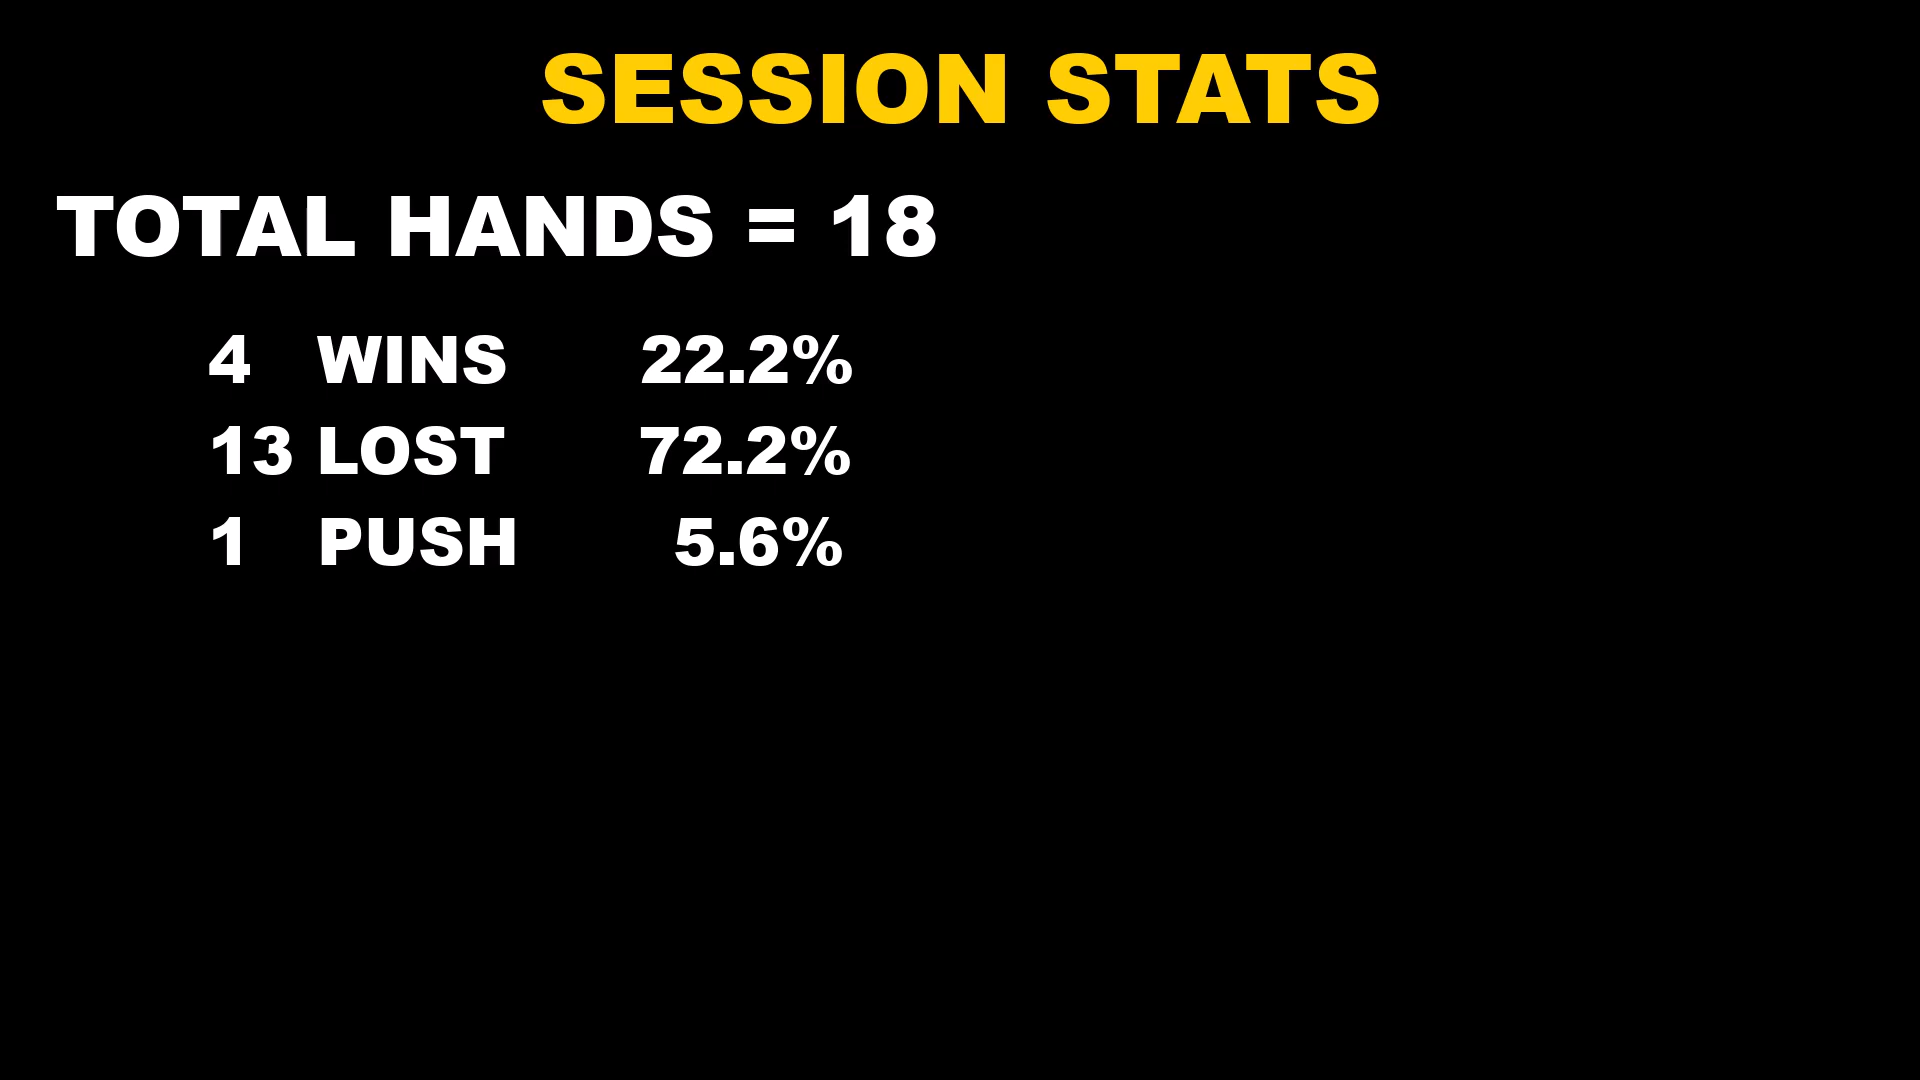 SESSION STATS
TOTAL HANDS = 18
4 WINS 22.2%
13 LOST 72.2%
1 PUSH 5.6%